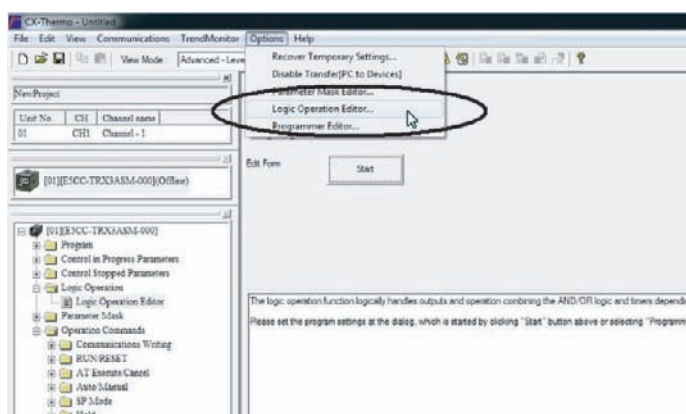 CX-Thermo - Untitled
File Edit View Communications TrendMonitor Options Help
View Mode Advanced - Leve
Recover Temporary Settings...
Disable Transfer[PC to Devices]
Parameter Mask Editor...
Logic Operation Editor...
Programmer Editor...
NewProject
Unit No. CH Channel name
01 CH1 Channel - 1
Edit Form Start
[01][E5CC-TRX3ASM-000](Offline)
[01][E5CC-TRX3ASM-000]
Program
Control in Progress Parameters
Control Stopped Parameters
Logic Operation
Logic Operation Editor
Parameter Mask
Operation Commands
Communications Writing
RUN/RESET
AT Execute/Cancel
Auto/Manual
SP Mode
Hold
The logic operation function logically handles outputs and operation combining the AND/OR logic and timers dependi
Please set the program settings at the dialog, which is started by clicking "Start" button above or selecting "Programm